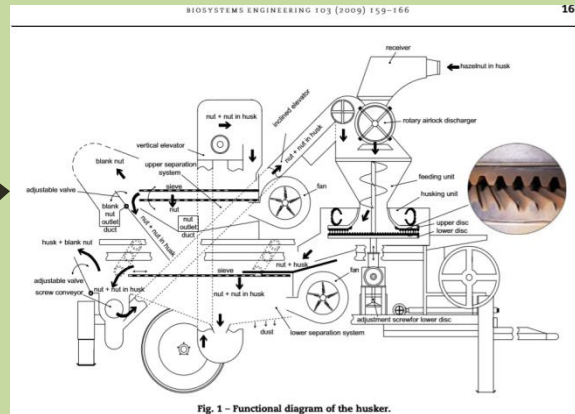 BIOSYSTEMS ENGINEERING 103 (2009) 159–166
16
receiver
hazelnut in husk
rotary airlock discharger
inclined elevator
nut + nut in husk
nut + nut in husk
vertical elevator
upper separation
system
blank nut
adjustable valve
sieve
nut
blank
nut
outlet
duct
nut
outlet
duct
nut + nut in husk
fan
feeding unit
husking unit
upper disc
lower disc
husk + blank nut
nut + husk
sieve
fan
adjustable valve
nut + nut in husk
nut + nut in husk
screw conveyor
dust
lower separation system
adjustment screwfor lower disc
Fig. 1 – Functional diagram of the husker.